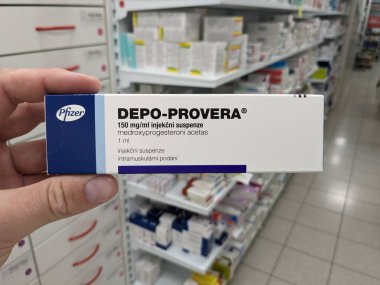 Pfizer
DEPO-PROVERA®
150 mg/ml injekční suspenze
medroxyprogesteroni acetas
1 ml
injekční suspenze
intramuskulární podání